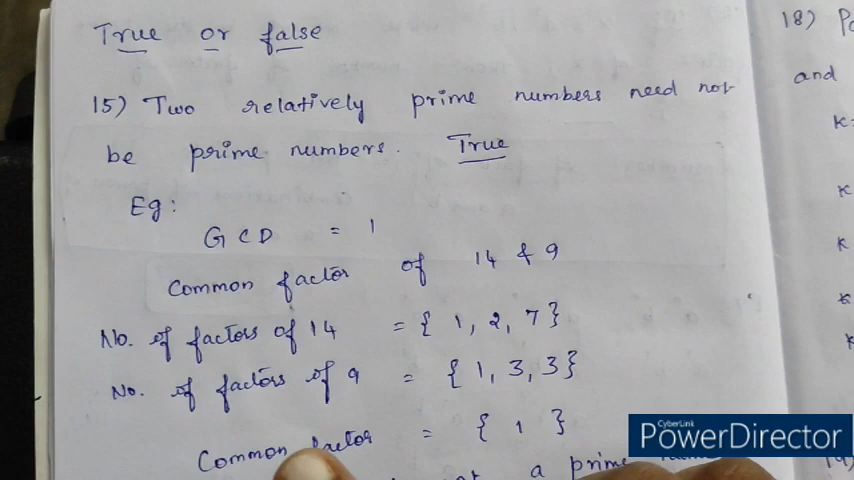 True or false
15) Two relatively prime numbers need not
be prime numbers. True
Eg:
GCD = 1
Common factor of 14 & 9
No. of factors of 14 = { 1, 2, 7 }
No. of factors of 9 = { 1, 3, 3 }
Common factor = { 1 }
a prime
18)
and
K
K
K
K
K
CyberLink
PowerDirector